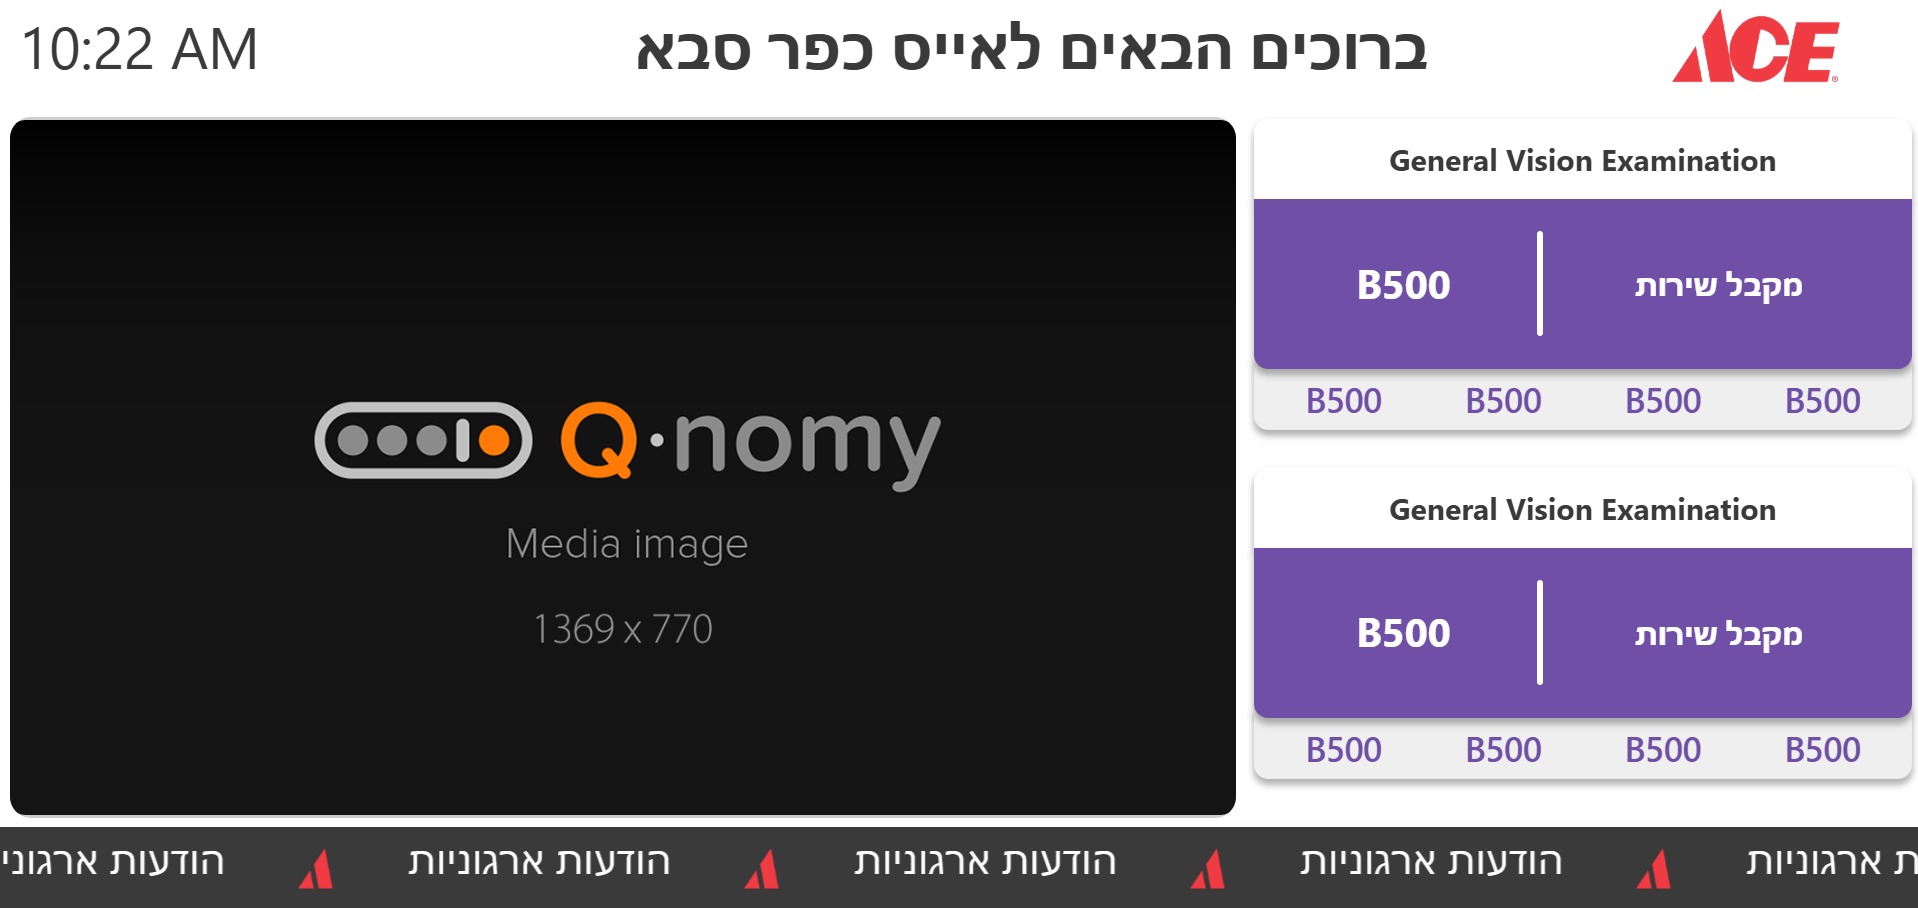 10:22 AM
ברוכים הבאים לאייס כפר סבא
ACE®
General Vision Examination
מקבל שירות
B500
B500 B500 B500 B500
General Vision Examination
מקבל שירות
B500
B500 B500 B500 B500
Q·nomy
Media image
1369 x 770
ת ארגוניות הודעות ארגוניות הודעות ארגוניות הודעות ארגוניות הודעות ארגוני